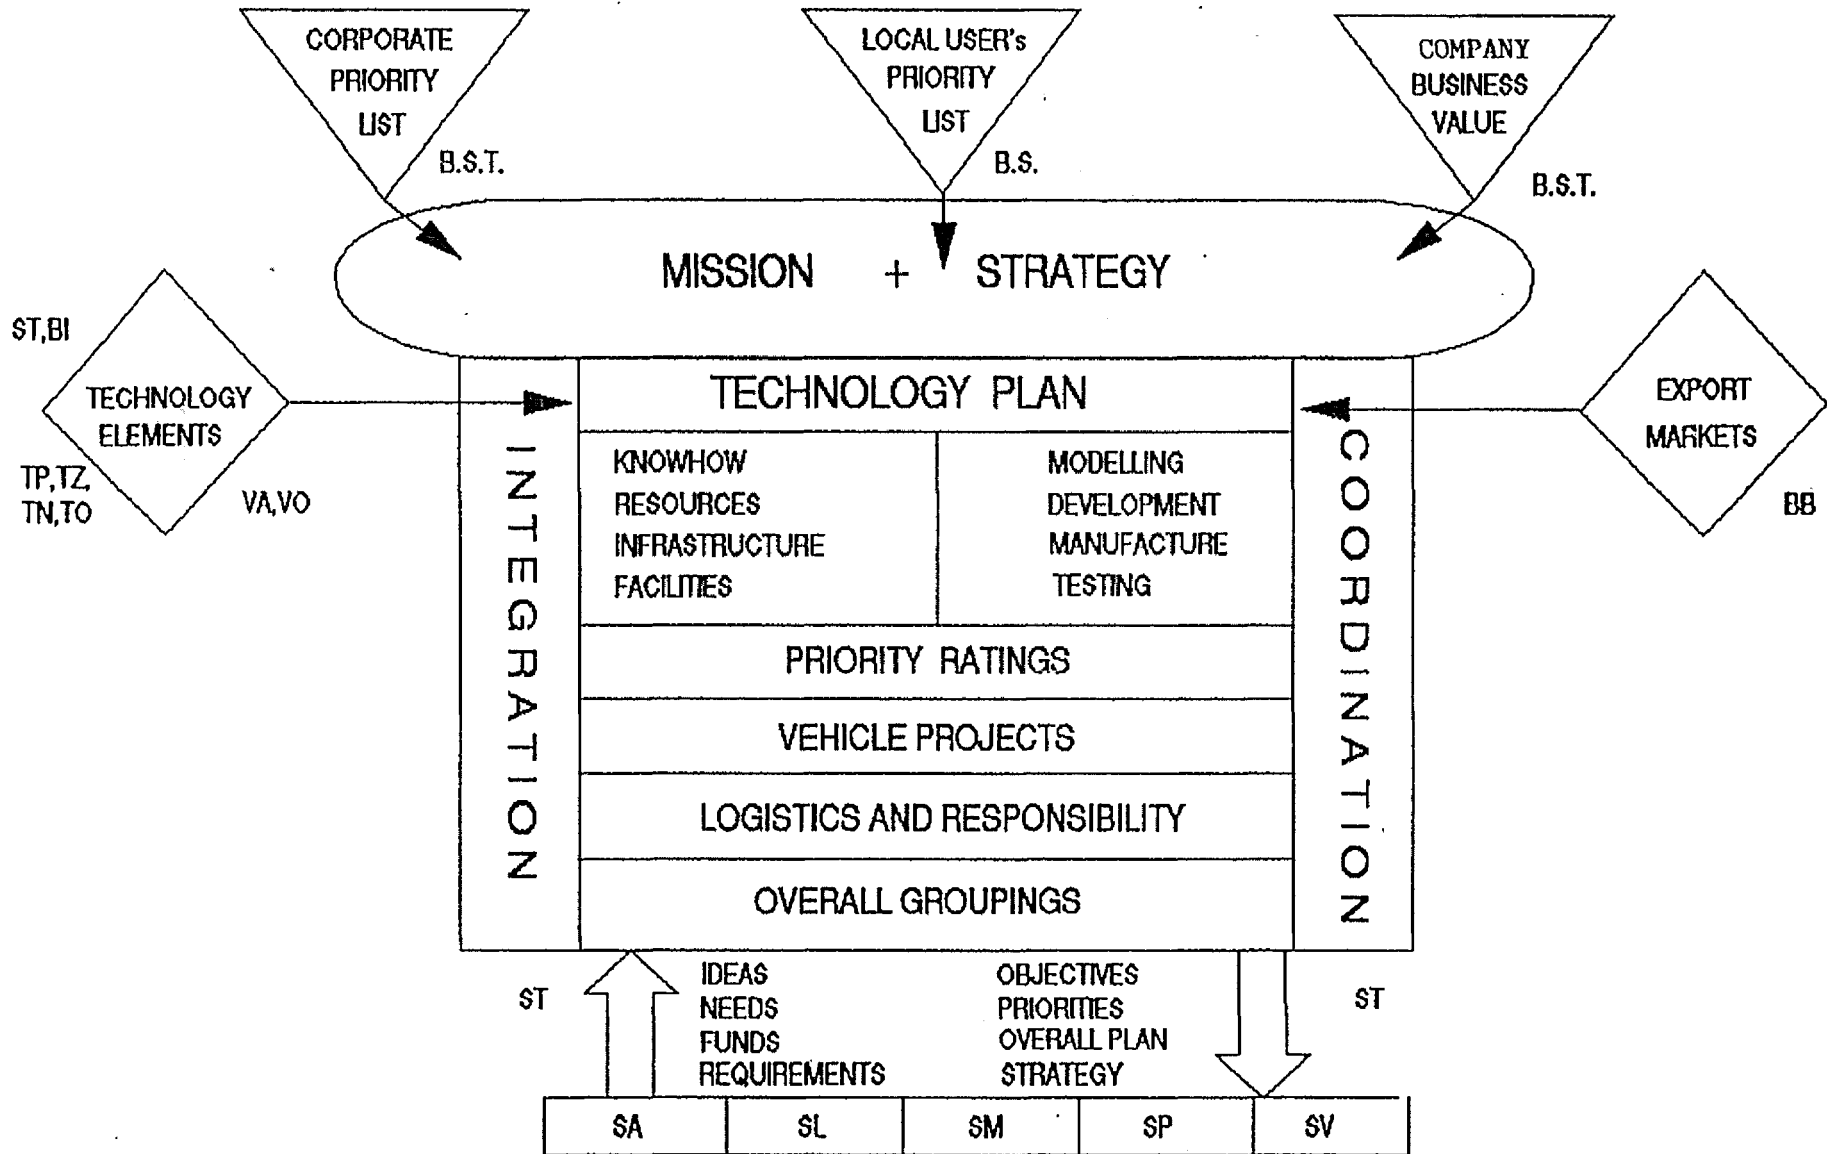 CORPORATE
PRIORITY
LIST
B.S.T.
LOCAL USER's
PRIORITY
LIST
B.S.
COMPANY
BUSINESS
VALUE
B.S.T.
MISSION + STRATEGY
ST,BI
TECHNOLOGY
ELEMENTS
TP,TZ,
TN,TO
VA,VO
EXPORT
MARKETS
BB
INTEGRATION
TECHNOLOGY PLAN
KNOWHOW
RESOURCES
INFRASTRUCTURE
FACILITIES
MODELLING
DEVELOPMENT
MANUFACTURE
TESTING
PRIORITY RATINGS
VEHICLE PROJECTS
LOGISTICS AND RESPONSIBILITY
OVERALL GROUPINGS
COORDINATION
ST
IDEAS
NEEDS
FUNDS
REQUIREMENTS
OBJECTIVES
PRIORITIES
OVERALL PLAN
STRATEGY
ST
SA SL SM SP SV